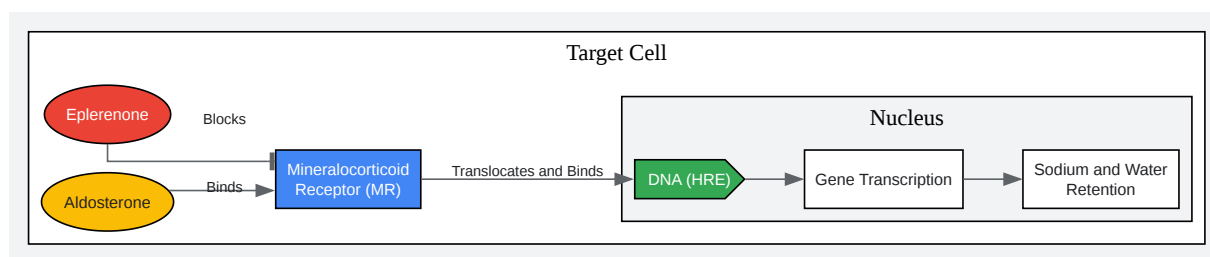 Target Cell
Eplerenone
Blocks
Nucleus
Mineralocorticoid
Receptor (MR)
Translocates and Binds
DNA (HRE)
Gene Transcription
Sodium and Water
Retention
Binds
Aldosterone